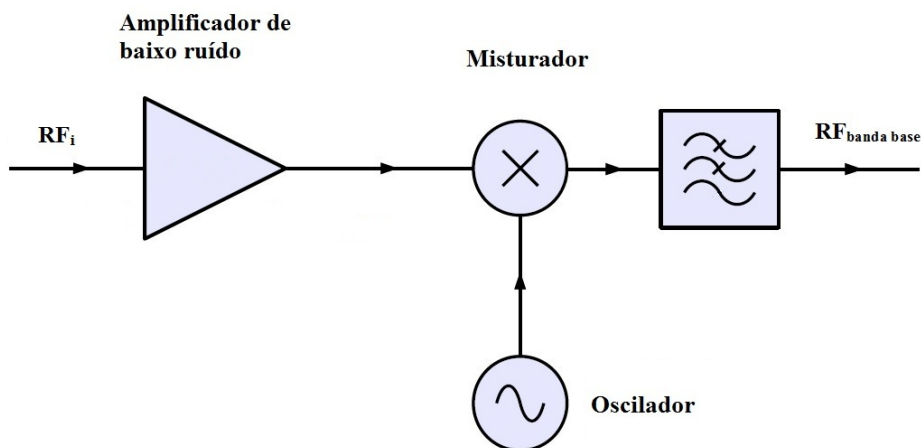 Amplificador de
baixo ruído
Misturador
RFi
RFbanda base
Oscilador